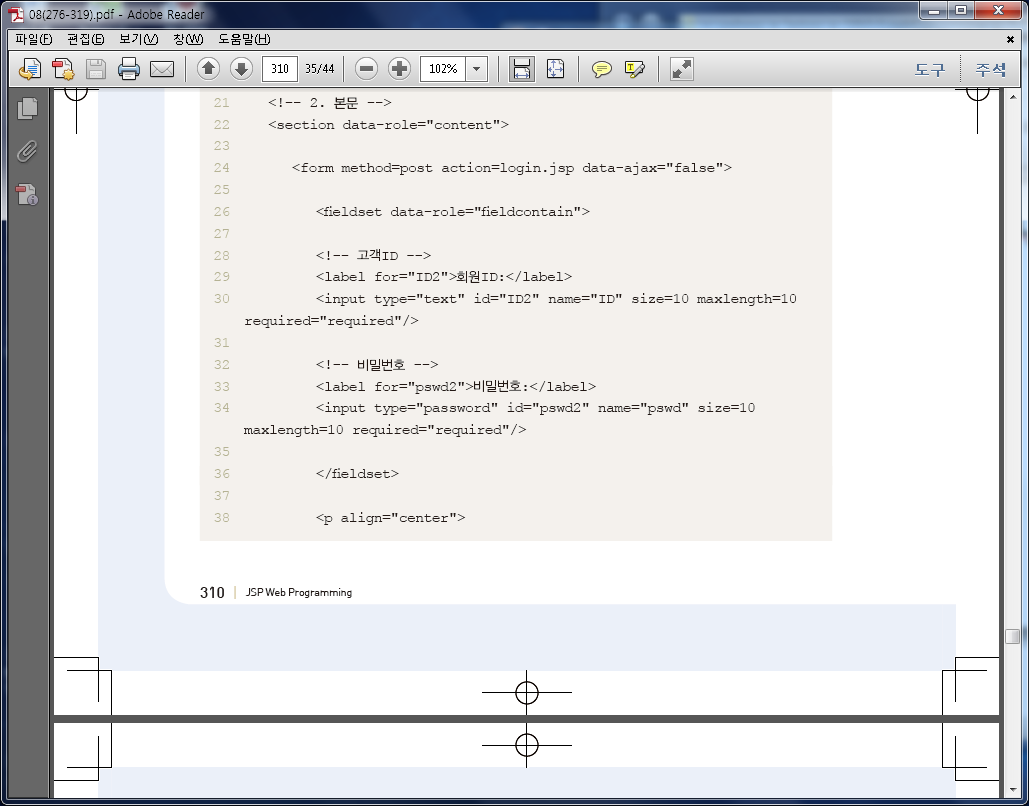 08(276-319).pdf - Adobe Reader
파일(F) 편집(E) 보기(V) 창(W) 도움말(H)
310 35/44 102% 도구 주석
21 <!-- 2. 본문 -->
22 <section data-role="content">
23
24 <form method=post action=login.jsp data-ajax="false">
25
26 <fieldset data-role="fieldcontain">
27
28 <!-- 고객ID -->
29 <label for="ID2">회원ID:</label>
30 <input type="text" id="ID2" name="ID" size=10 maxlength=10
required="required"/>
31
32 <!-- 비밀번호 -->
33 <label for="pswd2">비밀번호:</label>
34 <input type="password" id="pswd2" name="pswd" size=10
maxlength=10 required="required"/>
35
36 </fieldset>
37
38 <p align="center">
310 | JSP Web Programming